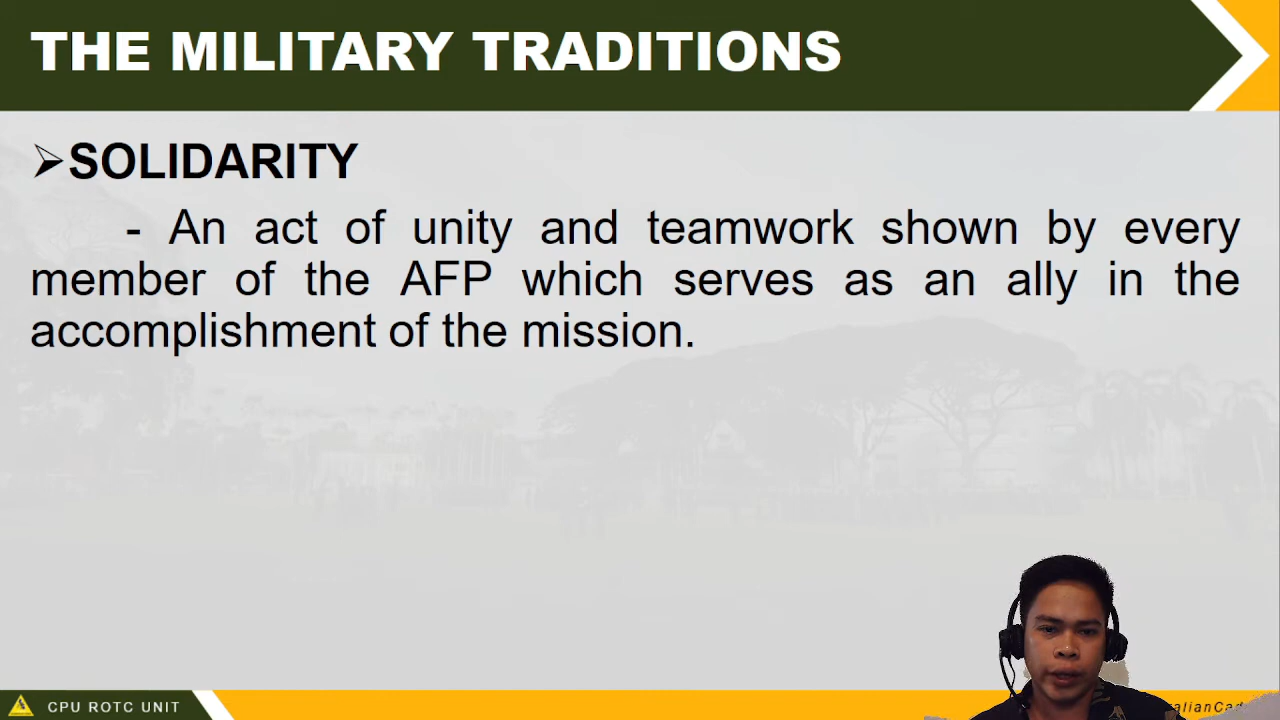 THE MILITARY TRADITIONS
➢SOLIDARITY
- An act of unity and teamwork shown by every
member of the AFP which serves as an ally in the
accomplishment of the mission.
CPU ROTC UNIT